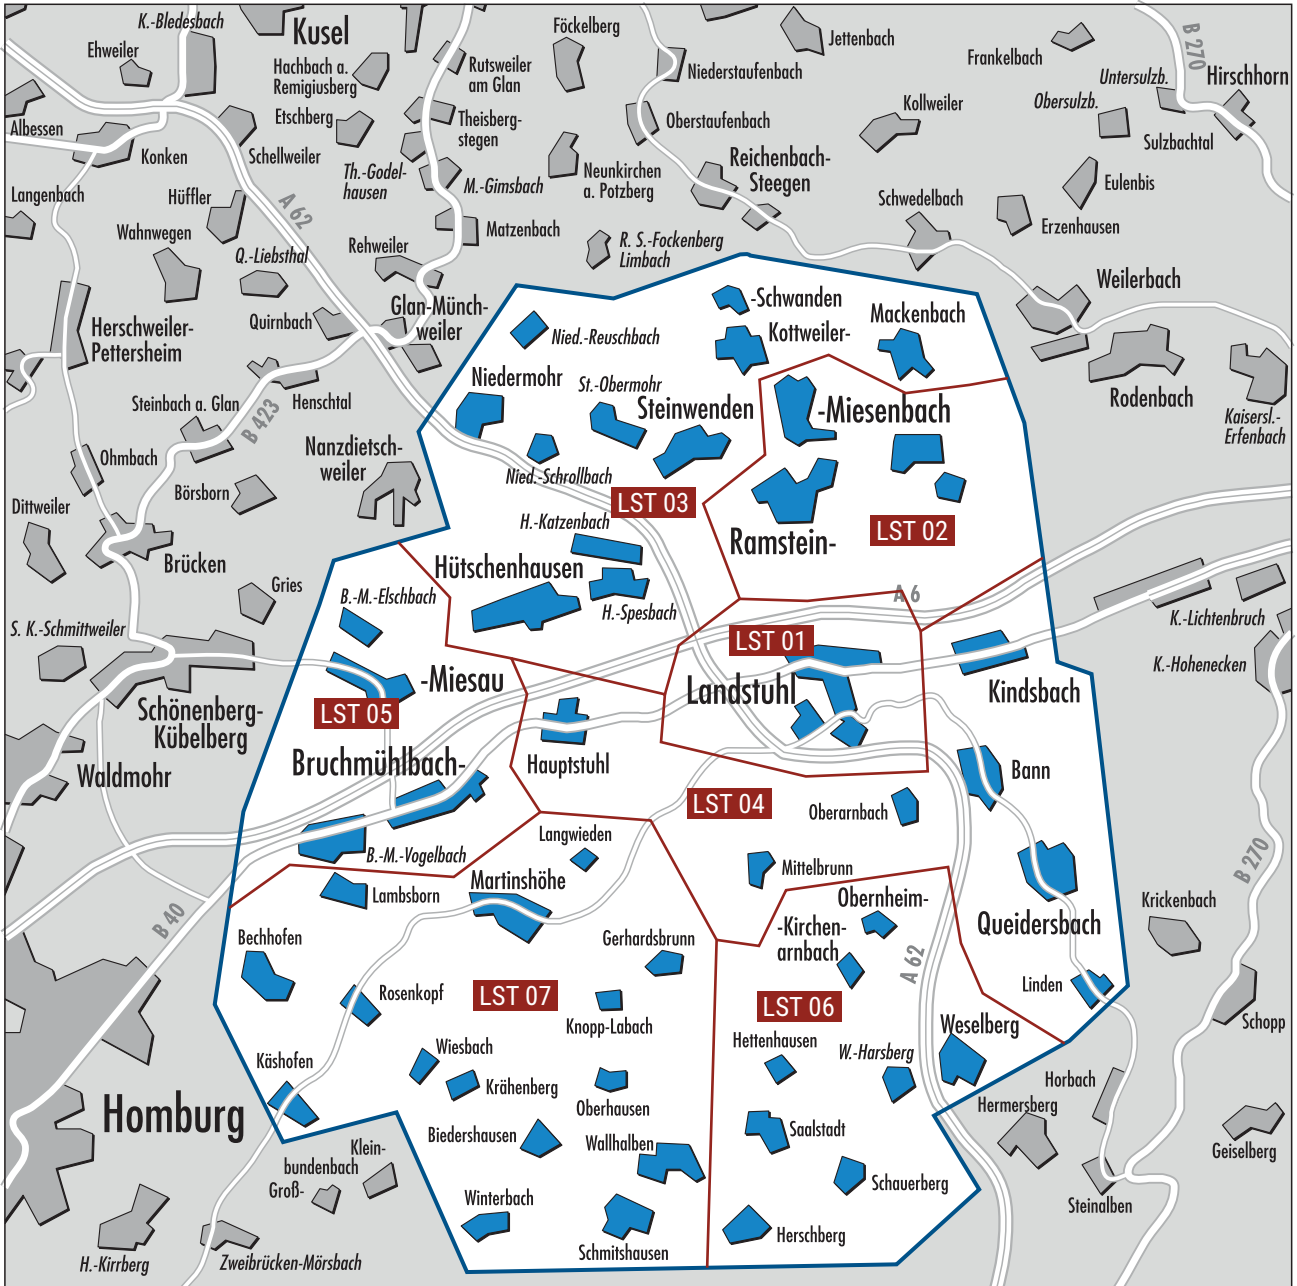 K.-Bledesbach
Kusel
Föckelberg
Jettenbach
B 270
Ehweiler
Hachbach a.
Remigiusberg
Rutsweiler
am Glan
Niederstaufenbach
Frankelbach
Untersulzb.
Hirschhorn
Obersulzb.
Kollweiler
Albessen
Etschberg
Theisberg-
stegen
Oberstaufenbach
Sulzbachtal
Konken
Schellweiler
Th.-Godel-
hausen
M.-Gimsbach
Neunkirchen
a. Potzberg
Reichenbach-
Steegen
Eulenbis
Langenbach
Hüffler
A 62
Schwedelbach
Erzenhausen
Wahnwegen
Q.-Liebsthal
Rehweiler
Matzenbach
R. S.-Fockenberg
Limbach
Weilerbach
Herschweiler-
Pettersheim
Quirnbach
Glan-Münch-
weiler
-Schwanden
Kottweiler-
Mackenbach
Nied.-Reuschbach
Rodenbach
Kaisersl.-
Erfenbach
Steinbach a. Glan
B 423
Henschtal
Niedermohr
St.-Obermohr
Steinwenden
-Miesenbach
Ohmbach
Nanzdietsch-
weiler
Nied.-Schrollbach
Börsborn
LST 03
Dittweiler
H.-Katzenbach
Ramstein-
LST 02
Brücken
Hütschenhausen
Gries
B.-M.-Elschbach
H.-Spesbach
A 6
K.-Lichtenbruch
S. K.-Schmittweiler
LST 01
K.-Hohenecken
-Miesau
Landstuhl
Kindsbach
Schönenberg-
Kübelberg
LST 05
Waldmohr
Bruchmühlbach-
Hauptstuhl
Bann
LST 04
Oberarnbach
B.-M.-Vogelbach
Langwieden
B 270
Mittelbrunn
Lambsborn
Martinshöhe
Obernheim-
-Kirchen-
arnbach
Queidersbach
Krickenbach
B 40
Bechhofen
Gerhardsbrunn
A 62
Linden
Rosenkopf
LST 07
Knopp-Labach
LST 06
Weselberg
Schopp
Käshofen
Wiesbach
Hettenhausen
W.-Harsberg
Krähenberg
Horbach
Homburg
Oberhausen
Hermersberg
Biedershausen
Wallhalben
Saalstadt
Geiselberg
Klein-
bundenbach
Groß-
Schauerberg
Steinalben
Winterbach
H.-Kirrberg
Zweibrücken-Mörsbach
Schmitshausen
Herschberg